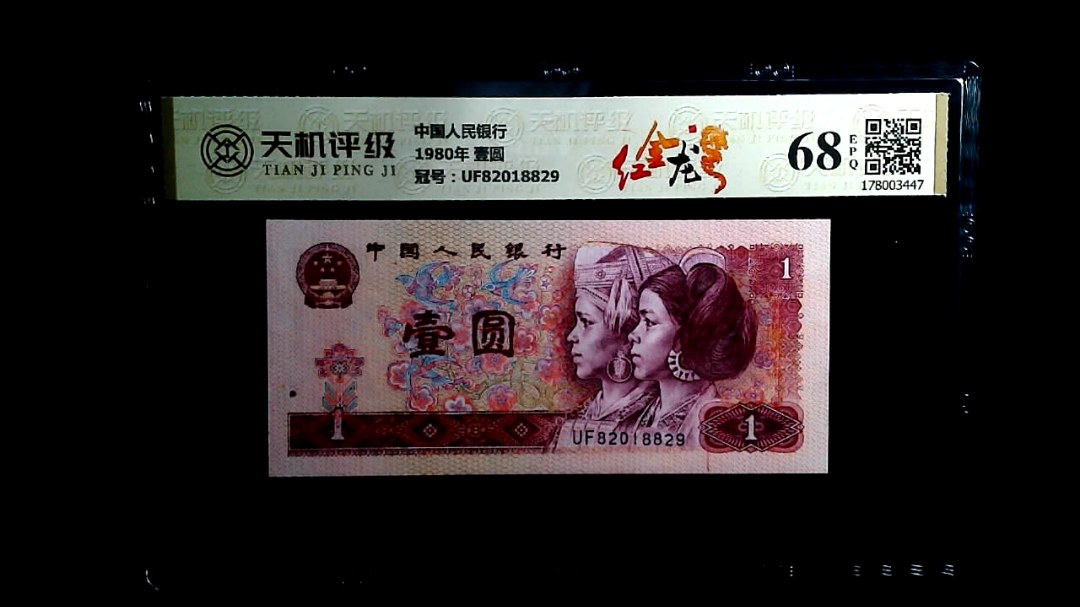 天机评级
TIAN JI PING JI
中国人民银行
1980年 壹圆
冠号：UF82018829
红金龙
68
EPQ
178003447
中国人民银行
1
壹圆
1
UF82018829
1